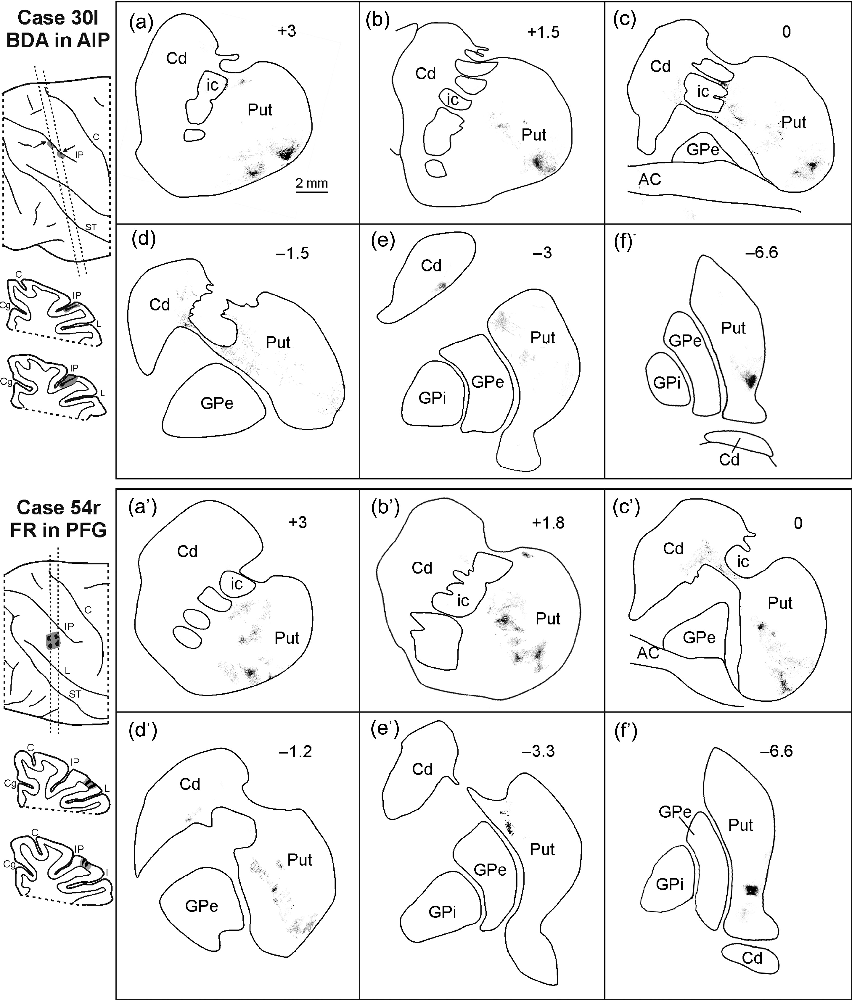 Case 30l
BDA in AIP
C
IP
ST
C
IP
Cg
L
IP
Cg
L
(a)
+3
Cd
ic
Put
2 mm
(b)
+1.5
Cd
ic
Put
(c)
0
Cd
ic
Put
GPe
AC
(d)
–1.5
Cd
Put
GPe
(e)
–3
Cd
Put
GPe
GPi
(f)
–6.6
Put
GPe
GPi
Cd
Case 54r
FR in PFG
C
IP
L
ST
C
IP
Cg
L
C
IP
Cg
L
(a’)
+3
Cd
ic
Put
(b’)
+1.8
Cd
ic
Put
(c’)
0
Cd
ic
Put
GPe
AC
(d’)
–1.2
Cd
Put
GPe
(e’)
–3.3
Cd
Put
GPe
GPi
(f’)
–6.6
GPe
Put
GPi
Cd